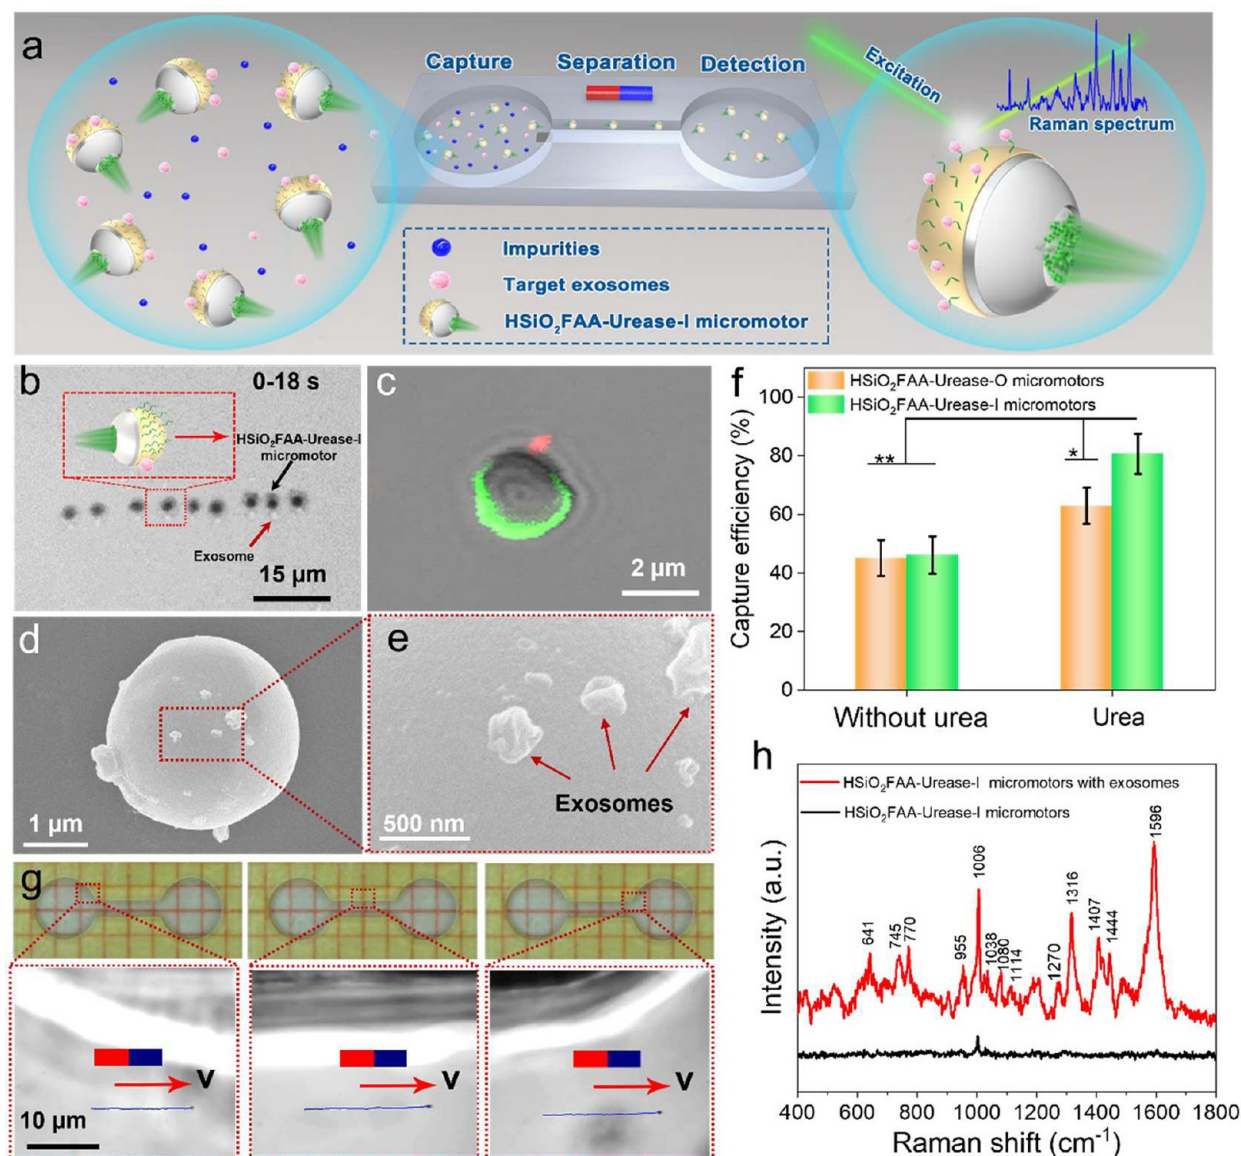 a
Capture
Separation
Detection
Excitation
Raman spectrum
Impurities
Target exosomes
HSiO₂FAA-Urease-I micromotor
b
0-18 s
HSiO₂FAA-Urease-I
micromotor
Exosome
15 μm
c
2 μm
d
1 μm
e
Exosomes
500 nm
f
HSiO₂FAA-Urease-O micromotors
HSiO₂FAA-Urease-I micromotors
Capture efficiency (%)
100
80
60
40
20
0
**
*
Without urea
Urea
g
V
V
V
10 μm
h
HSiO₂FAA-Urease-I micromotors with exosomes
HSiO₂FAA-Urease-I micromotors
Intensity (a.u.)
641
745
770
955
1006
1038
1080
1114
1270
1316
1407
1444
1596
400 600 800 1000 1200 1400 1600 1800
Raman shift (cm⁻¹)